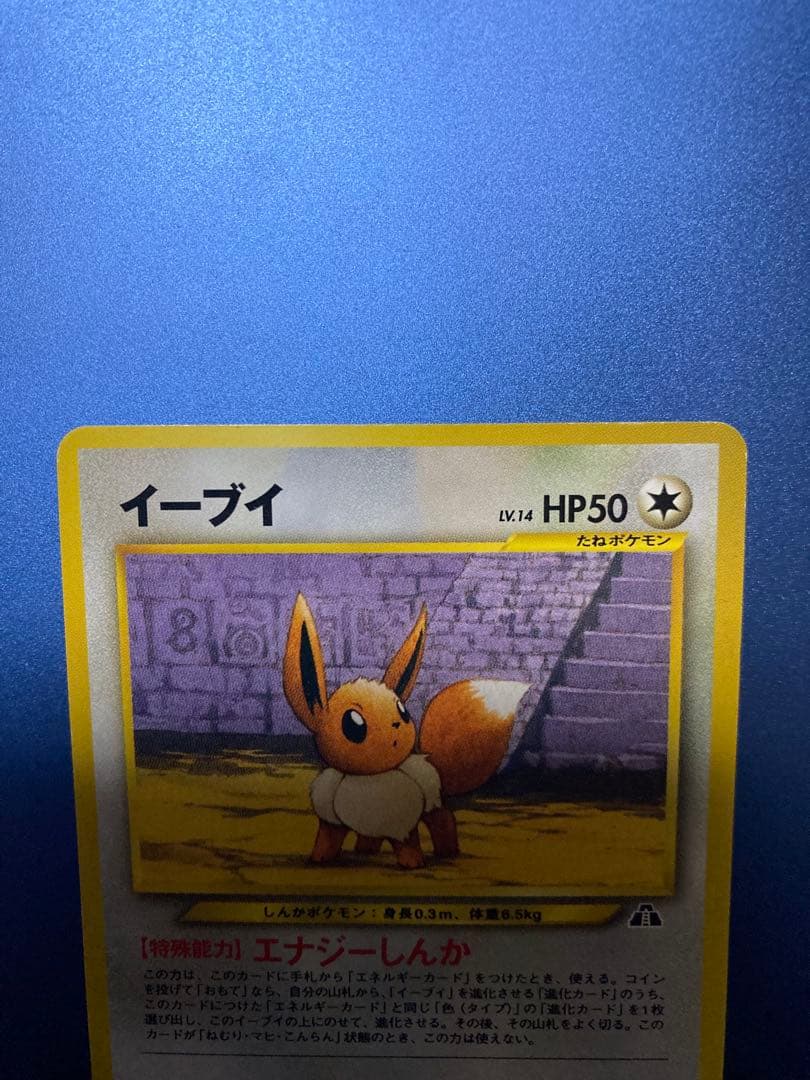 イーブイ
LV.14 HP50
たねポケモン
しんかポケモン：身長0.3m、体重6.5kg
【特殊能力】エナジーしんか
この力は、このカードに手札から「エネルギーカード」をつけたとき、使える。コイン
を投げて「おもて」なら、自分の山札から、「イーブイ」を進化させる「進化カード」のうち、
このカードにつけた「エネルギーカード」と同じ「色（タイプ）」の「進化カード」を1枚
選び出し、このイーブイの上にのせて、進化させる。その後、その山札をよく切る。この
カードが「ねむり・マヒ・こんらん」状態のとき、この力は使えない。